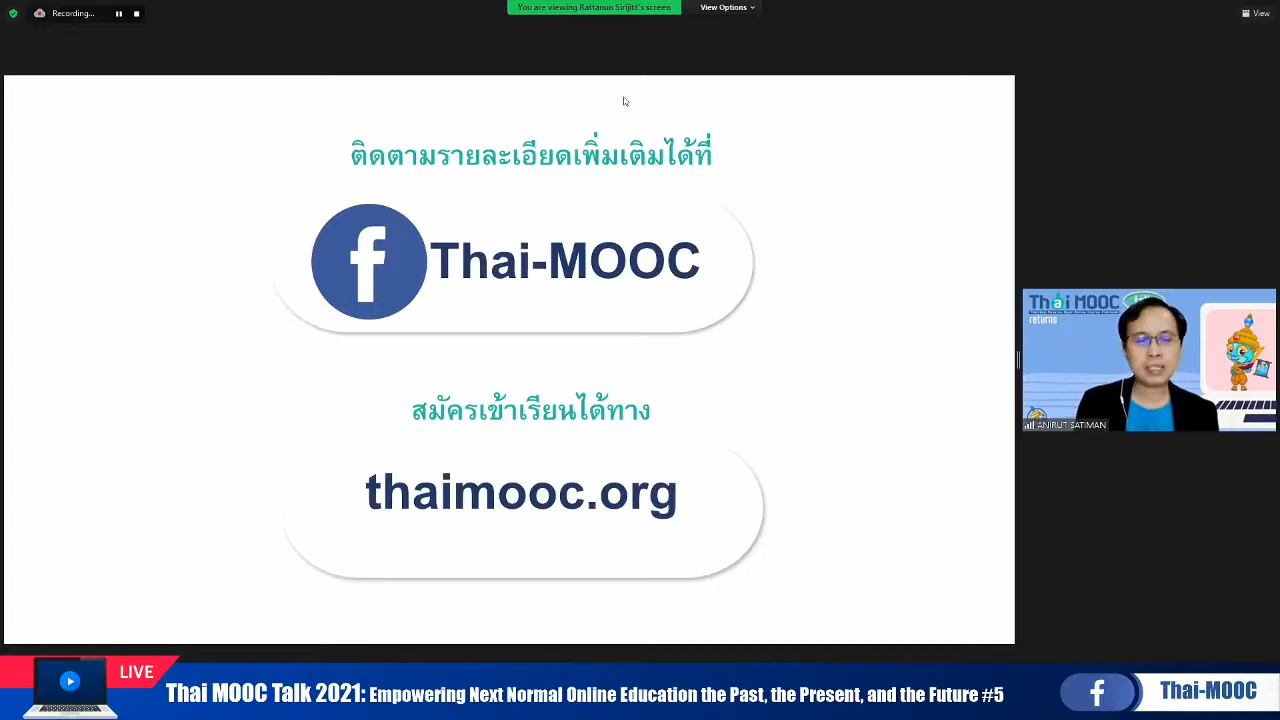 Recording...
You are viewing Rattanun Sirijitt's screen
View Options
View
ติดตามรายละเอียดเพิ่มเติมได้ที่
f Thai-MOOC
สมัครเข้าเรียนได้ทาง
thaimooc.org
Thai MOOC
returns
ANIRUT SATIMAN
LIVE
Thai MOOC Talk 2021: Empowering Next Normal Online Education the Past, the Present, and the Future #5
f Thai-MOOC